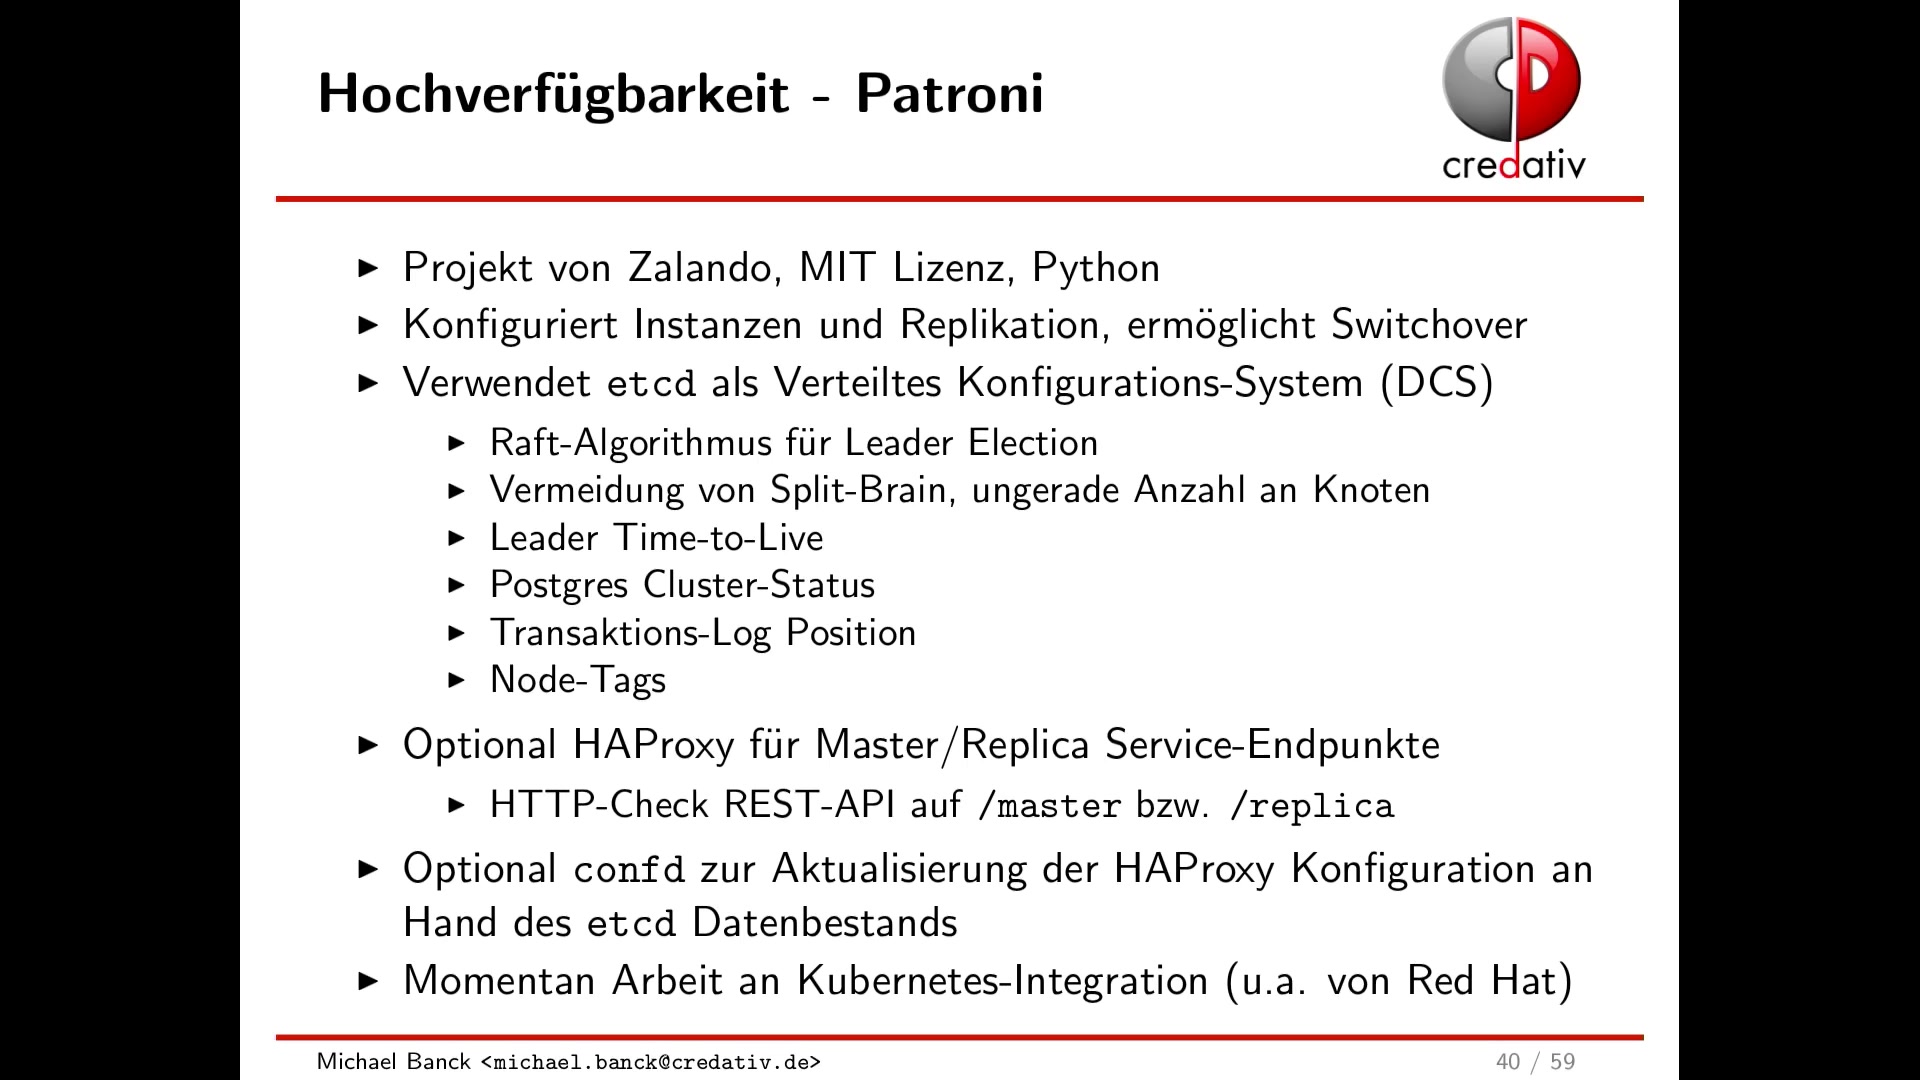 Hochverfügbarkeit - Patroni
credativ
Projekt von Zalando, MIT Lizenz, Python
Konfiguriert Instanzen und Replikation, ermöglicht Switchover
Verwendet etcd als Verteiltes Konfigurations-System (DCS)
Raft-Algorithmus für Leader Election
Vermeidung von Split-Brain, ungerade Anzahl an Knoten
Leader Time-to-Live
Postgres Cluster-Status
Transaktions-Log Position
Node-Tags
Optional HAProxy für Master/Replica Service-Endpunkte
HTTP-Check REST-API auf /master bzw. /replica
Optional confd zur Aktualisierung der HAProxy Konfiguration an
Hand des etcd Datenbestands
Momentan Arbeit an Kubernetes-Integration (u.a. von Red Hat)
Michael Banck <michael.banck@credativ.de>
40 / 59